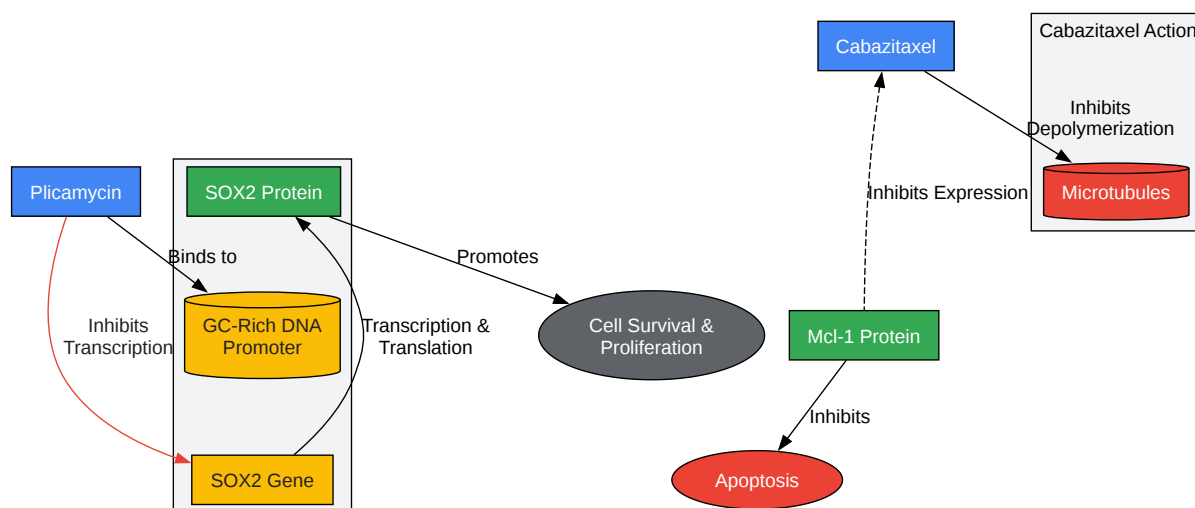 Cabazitaxel
Cabazitaxel Action
Inhibits
Depolymerization
Plicamycin
SOX2 Protein
Inhibits Expression
Microtubules
Binds to
Promotes
Inhibits
Transcription
GC-Rich DNA
Promoter
Transcription &
Translation
Cell Survival &
Proliferation
Mcl-1 Protein
Inhibits
SOX2 Gene
Apoptosis